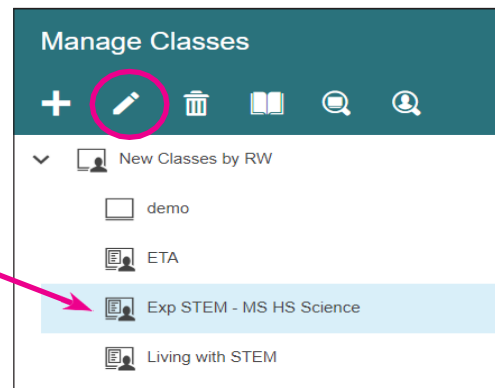 Manage Classes
New Classes by RW
demo
ETA
Exp STEM - MS HS Science
Living with STEM